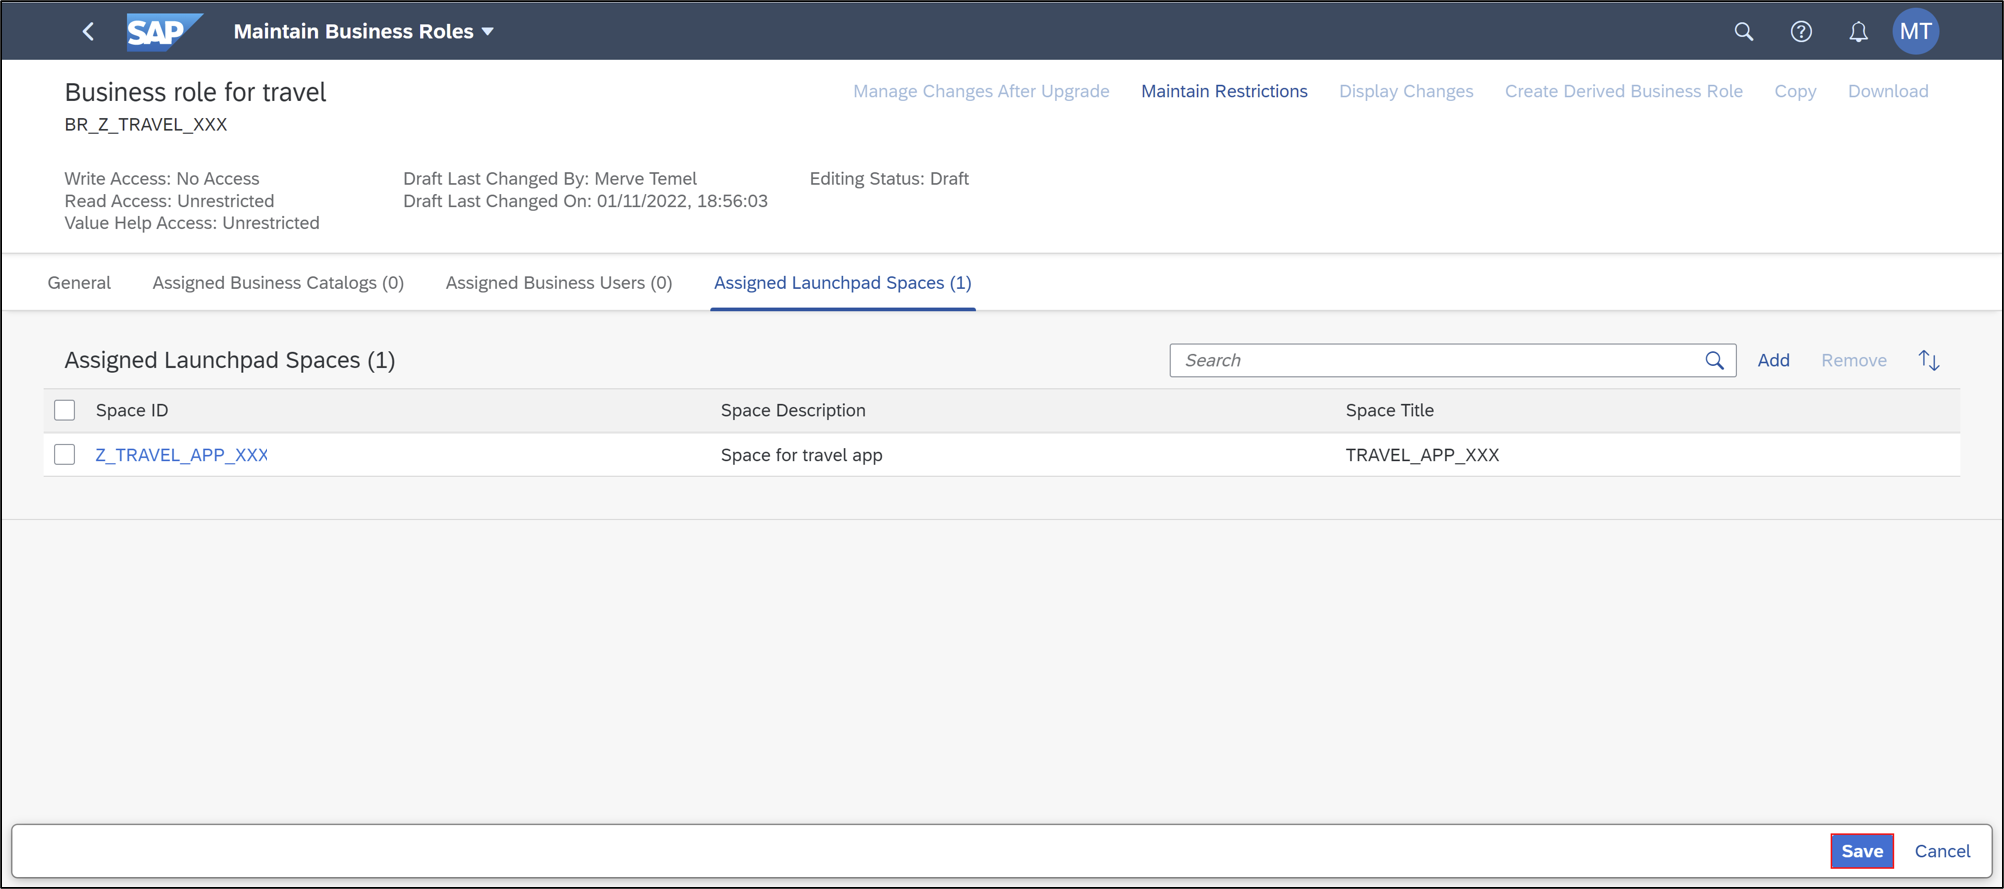 SAP Maintain Business Roles MT
Business role for travel
Manage Changes After Upgrade Maintain Restrictions Display Changes Create Derived Business Role Copy Download
BR_Z_TRAVEL_XXX
Write Access: No Access Draft Last Changed By: Merve Temel Editing Status: Draft
Read Access: Unrestricted Draft Last Changed On: 01/11/2022, 18:56:03
Value Help Access: Unrestricted
General Assigned Business Catalogs (0) Assigned Business Users (0) Assigned Launchpad Spaces (1)
Assigned Launchpad Spaces (1) Search Add Remove
Space ID Space Description Space Title
Z_TRAVEL_APP_XXX Space for travel app TRAVEL_APP_XXX
Save Cancel